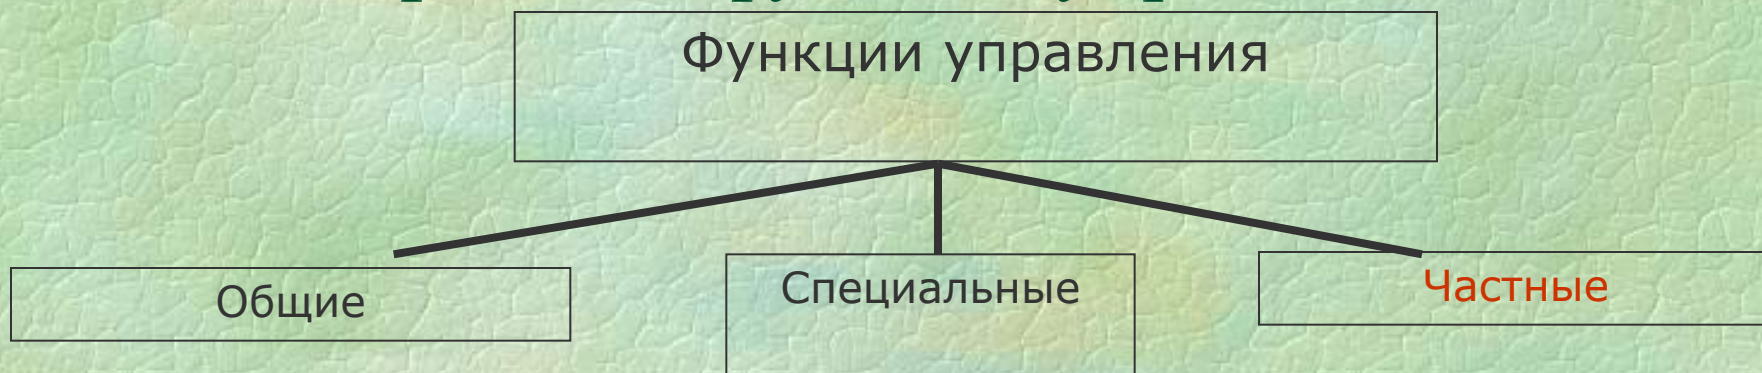 Функции управления
Общие
Специальные
Частные